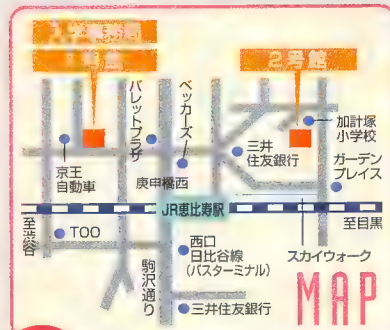 2号館
パレットプラザ
ベッカーズ
加計塚
小学校
三井
住友銀行
京王
自動車
庚申橋西
ガーデン
プレイス
JR恵比寿駅
至渋谷
至目黒
TOO
西口
日比谷線
(バスターミナル)
スカイウォーク
駒沢通り
三井住友銀行
MAP